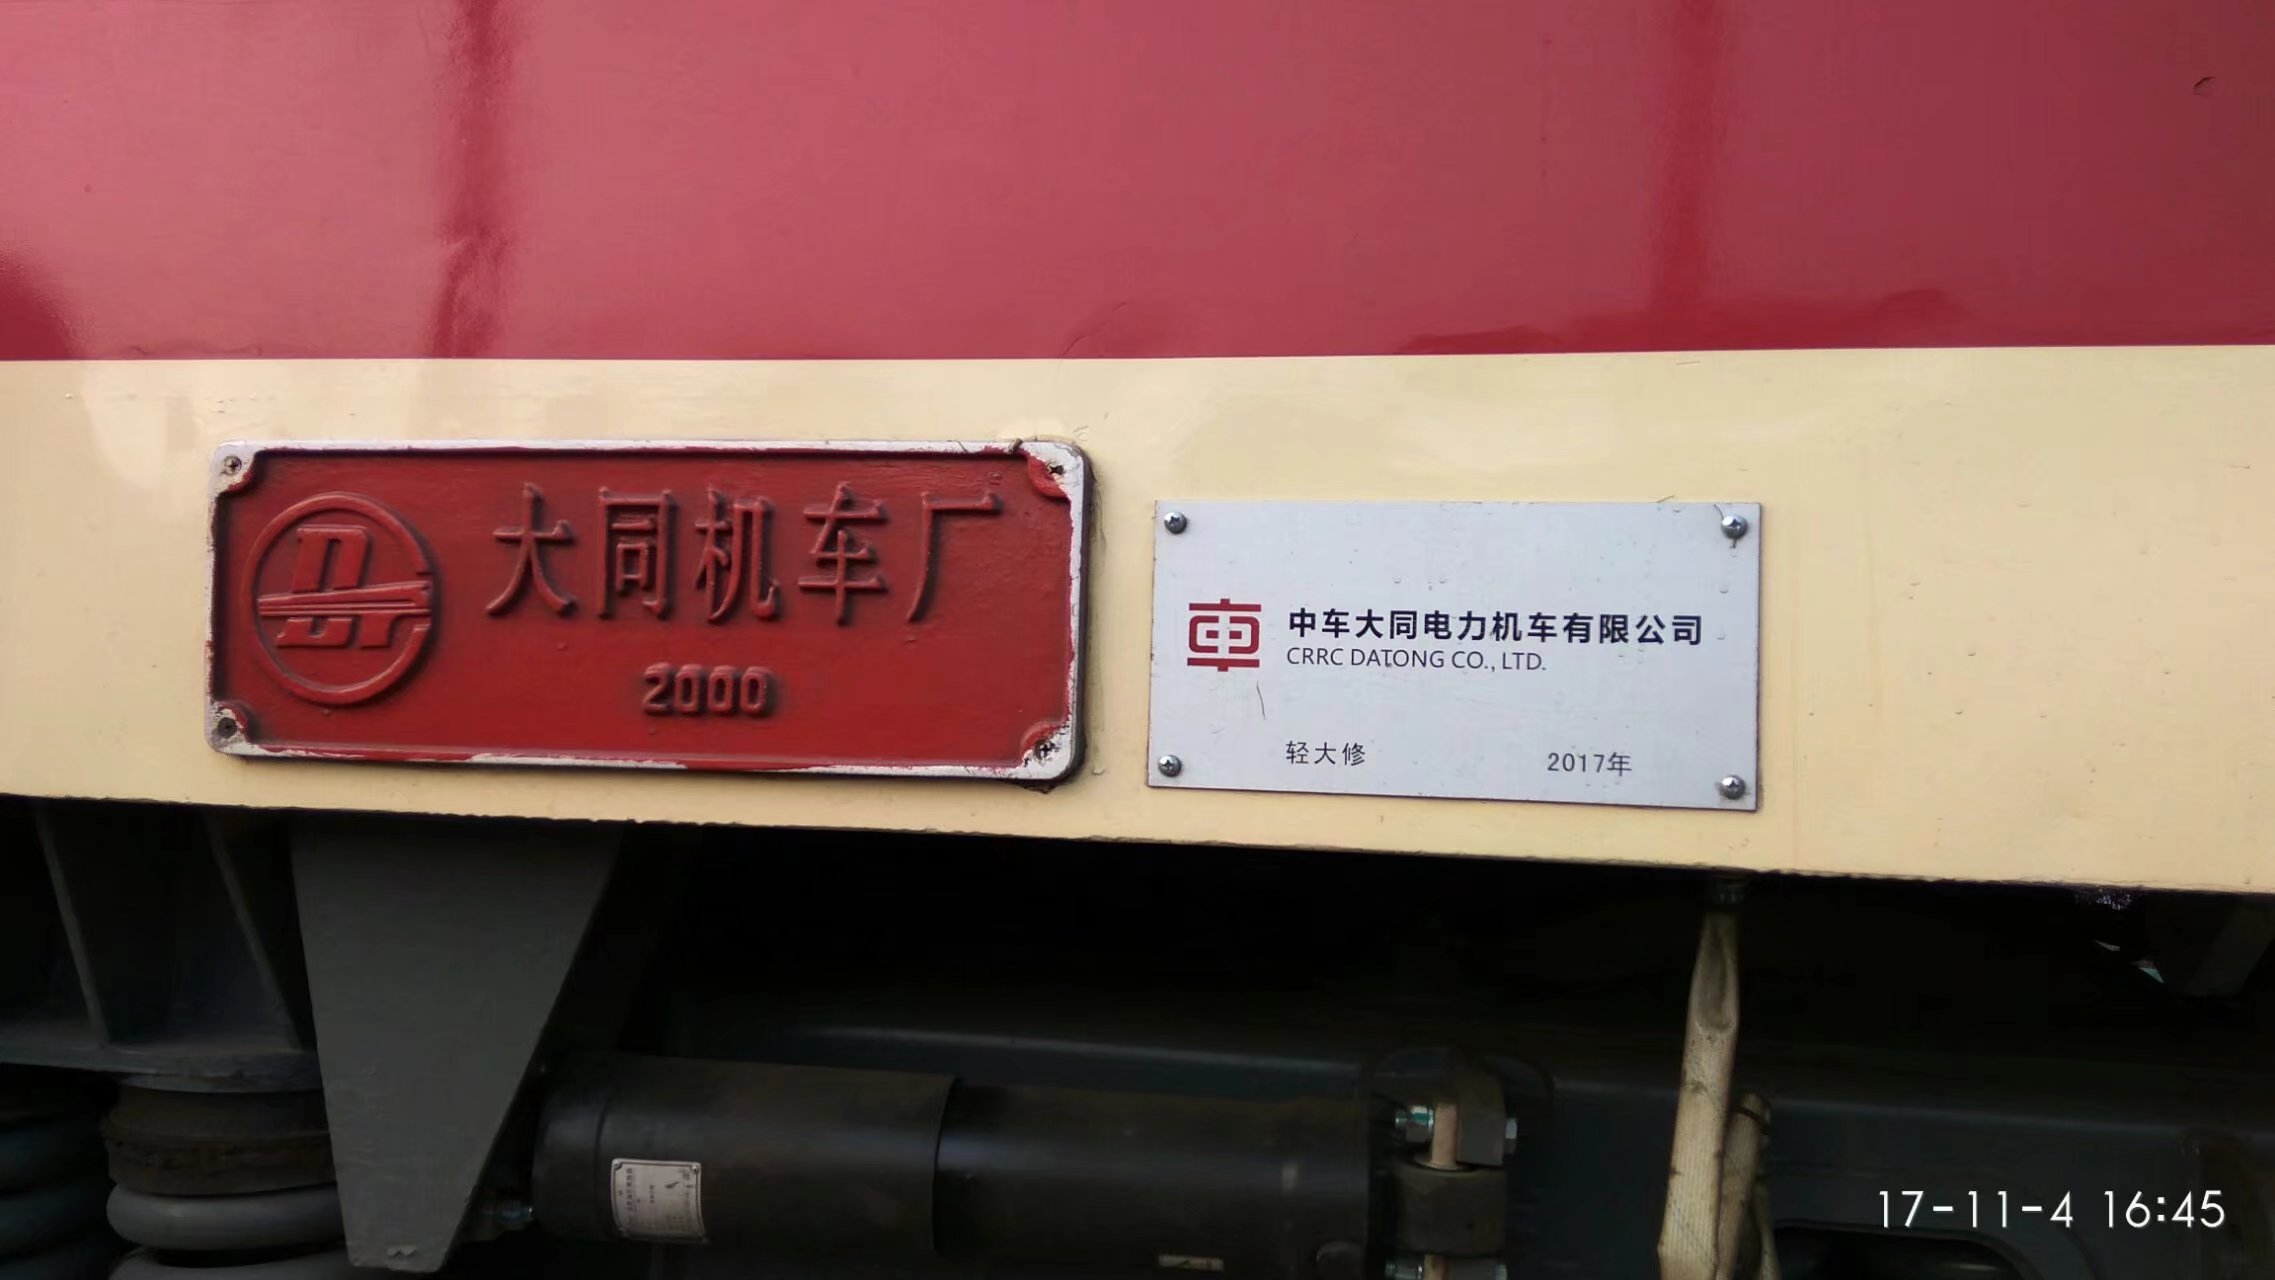 大同机车厂
2000
中车大同电力机车有限公司
CRRC DATONG CO., LTD.
轻大修 2017年
17-11-4 16:45